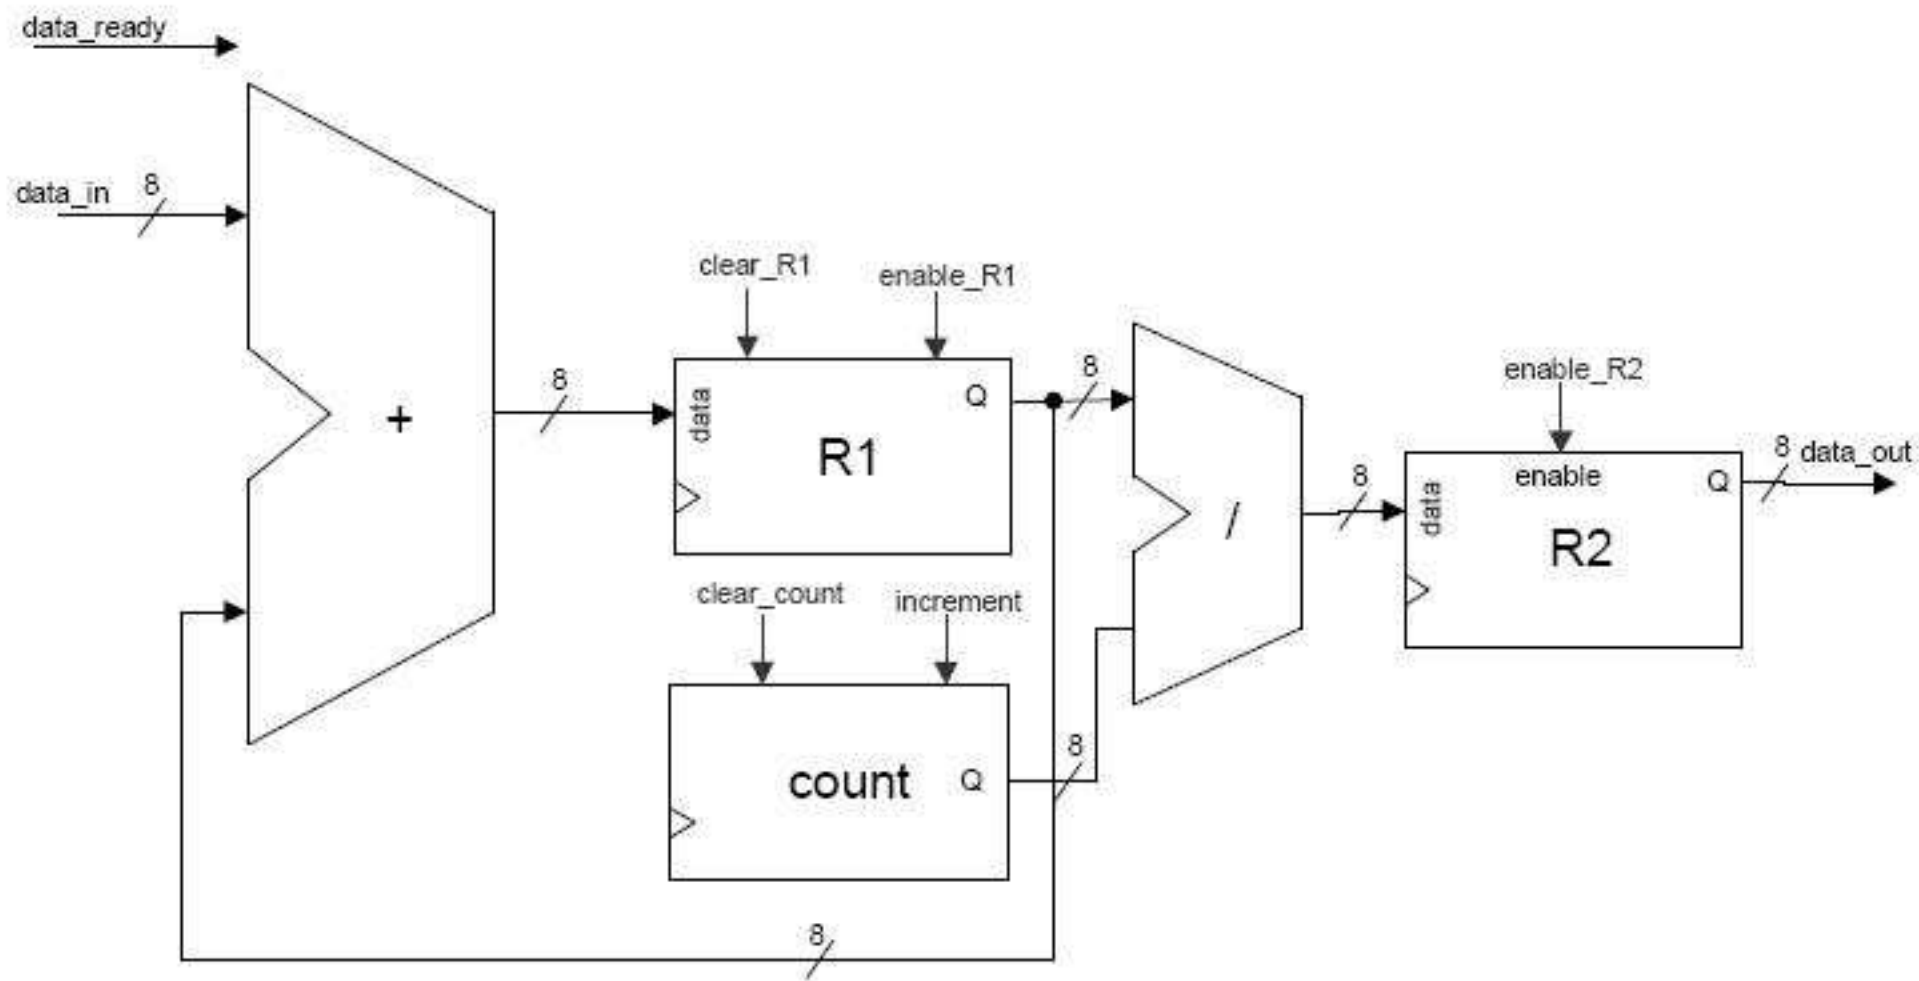 data_ready
data_in
8
+
8
clear_R1
enable_R1
data
Q
R1
clear_count
increment
count
Q
8
8
8
/
8
enable_R2
enable
data
Q
R2
8
data_out